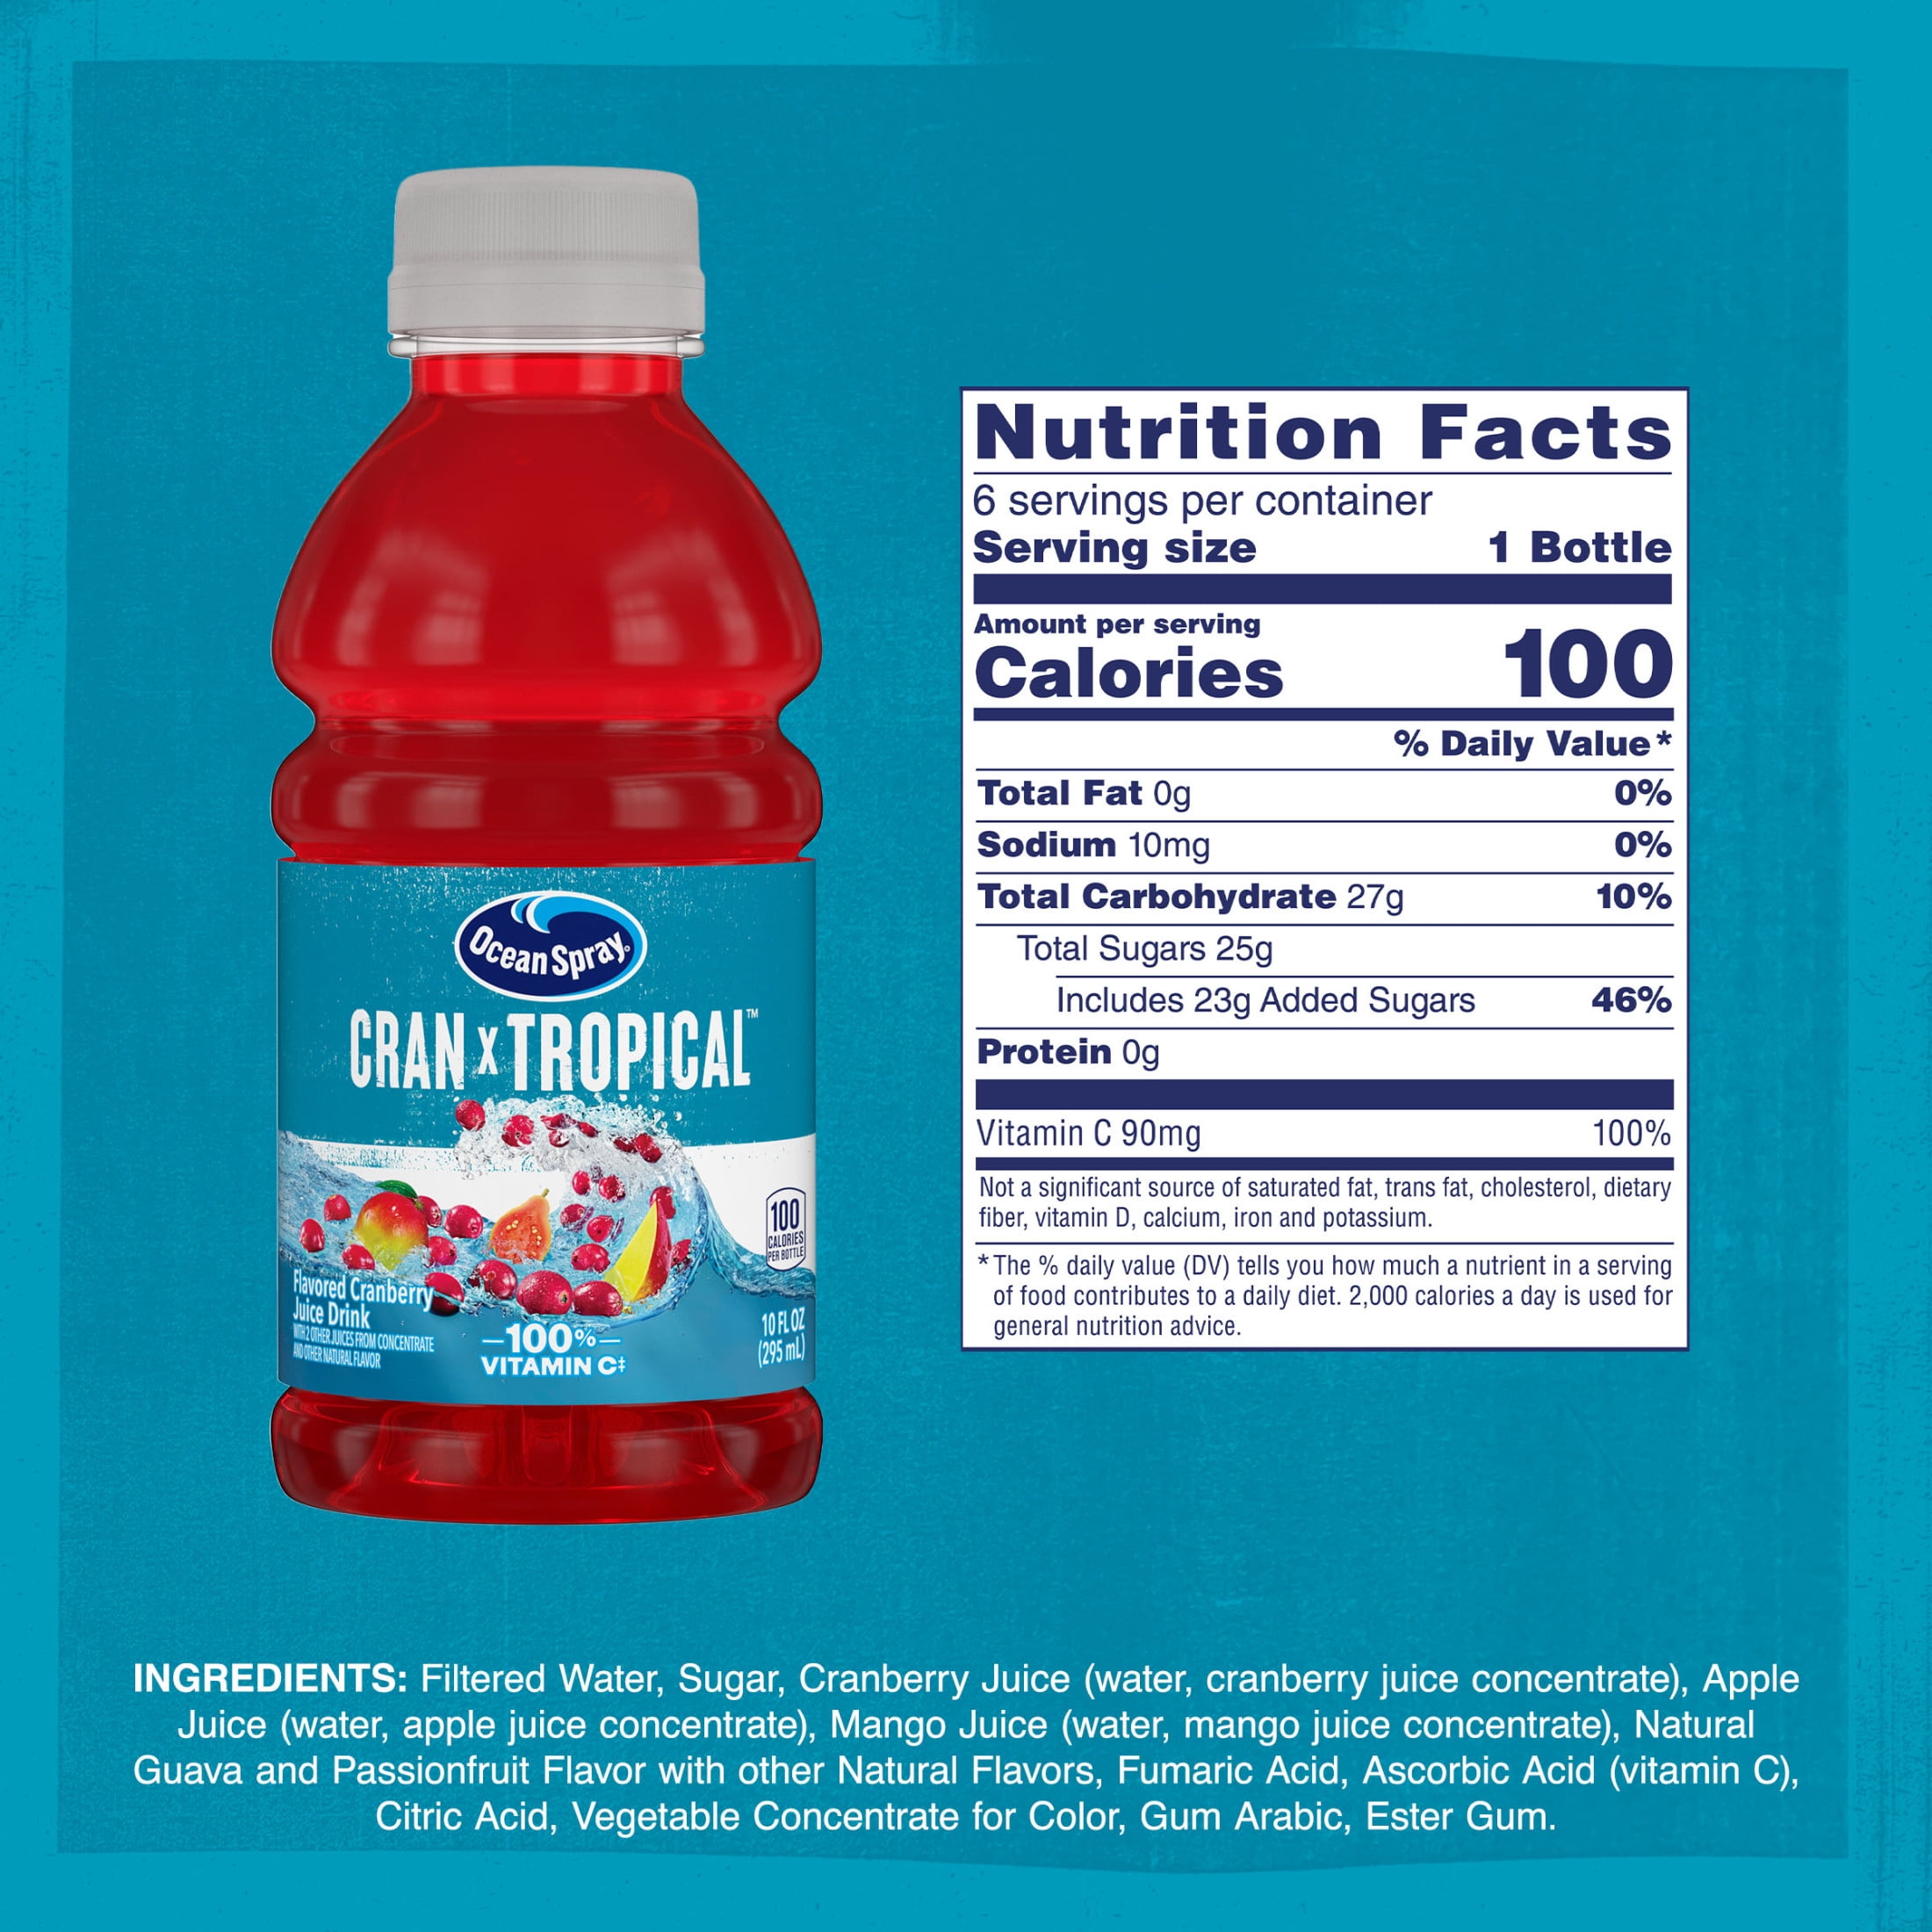 Ocean Spray®
CRAN X TROPICAL™
100
CALORIES
PER BOTTLE
Flavored Cranberry
Juice Drink
WITH 2 OTHER JUICES FROM CONCENTRATE
AND OTHER NATURAL FLAVOR
—100%—
VITAMIN C‡
10 FL OZ
(295 mL)
Nutrition Facts
6 servings per container
Serving size 1 Bottle
Amount per serving
Calories 100
% Daily Value*
Total Fat 0g 0%
Sodium 10mg 0%
Total Carbohydrate 27g 10%
Total Sugars 25g
Includes 23g Added Sugars 46%
Protein 0g
Vitamin C 90mg 100%
Not a significant source of saturated fat, trans fat, cholesterol, dietary
fiber, vitamin D, calcium, iron and potassium.
*The % daily value (DV) tells you how much a nutrient in a serving
of food contributes to a daily diet. 2,000 calories a day is used for
general nutrition advice.
INGREDIENTS: Filtered Water, Sugar, Cranberry Juice (water, cranberry juice concentrate), Apple
Juice (water, apple juice concentrate), Mango Juice (water, mango juice concentrate), Natural
Guava and Passionfruit Flavor with other Natural Flavors, Fumaric Acid, Ascorbic Acid (vitamin C),
Citric Acid, Vegetable Concentrate for Color, Gum Arabic, Ester Gum.